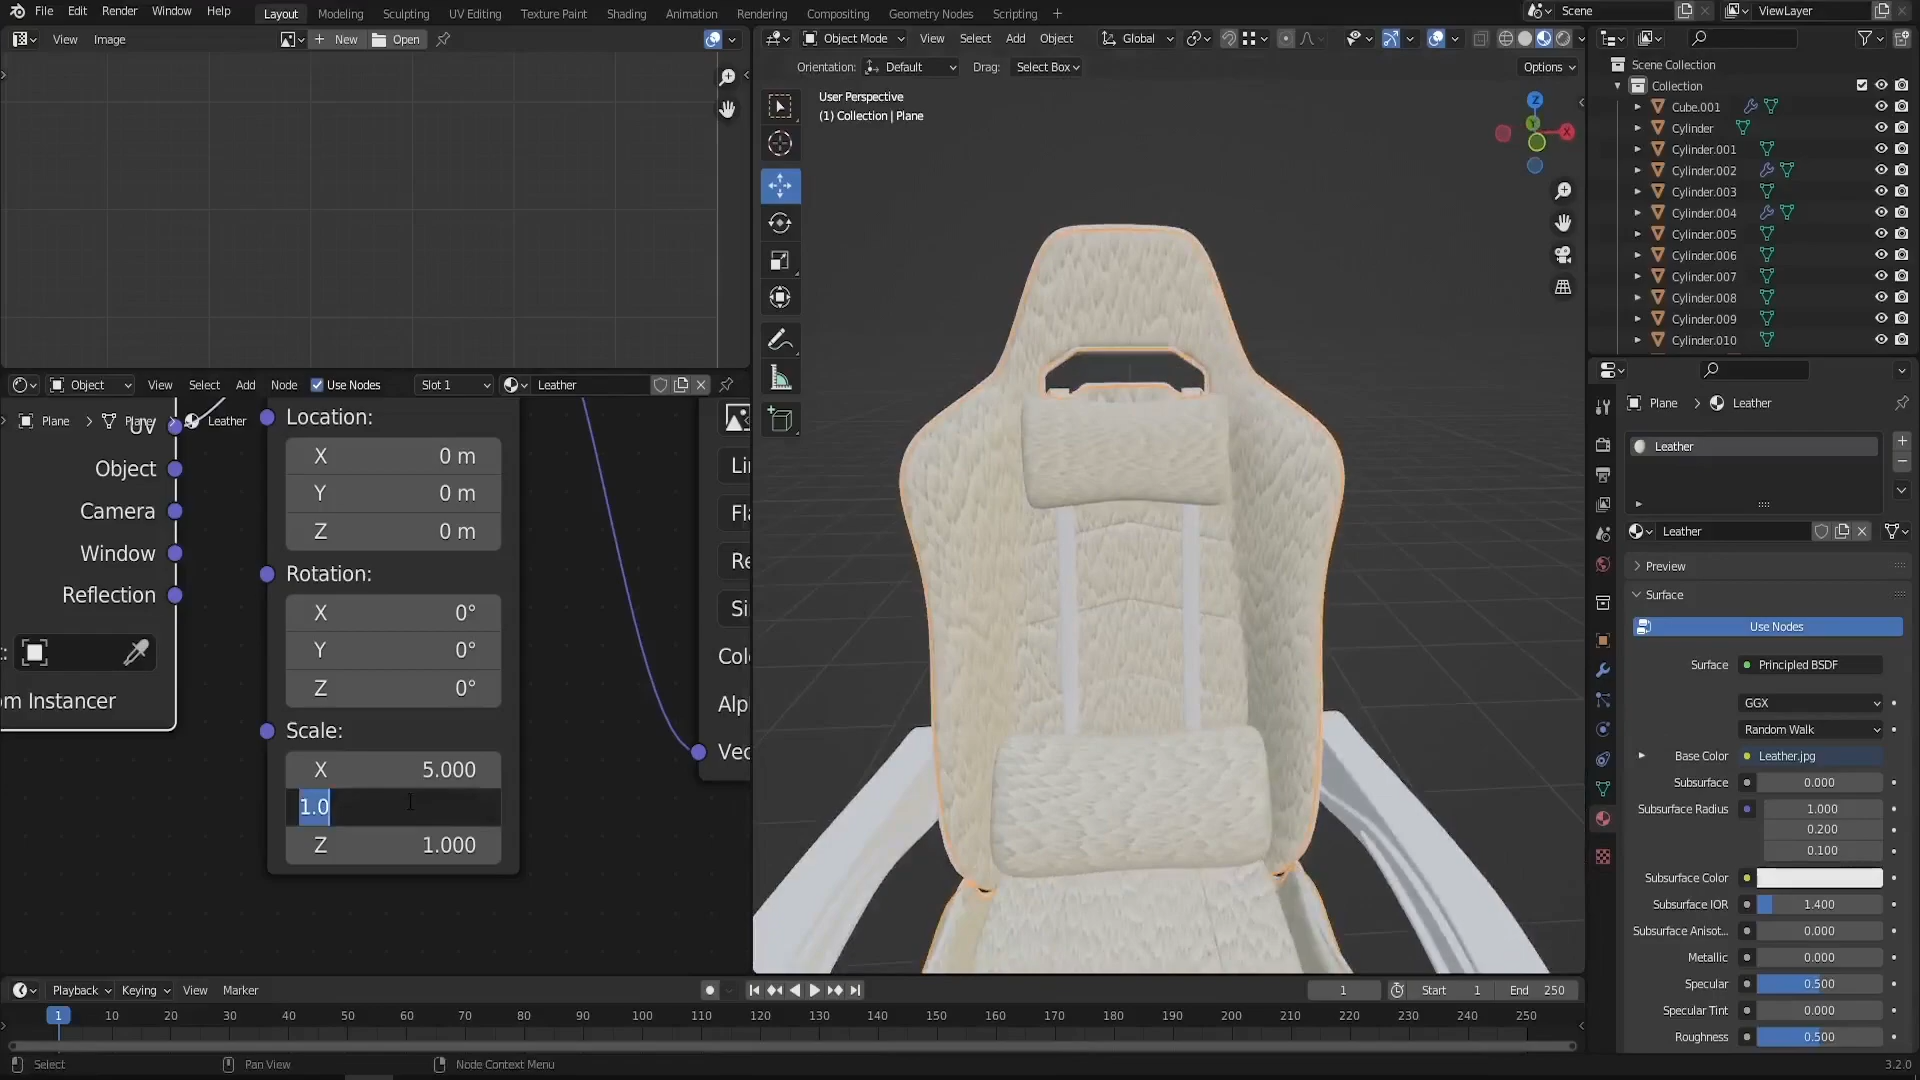 File Edit Render Window Help
Layout Modeling Sculpting UV Editing Texture Paint Shading Animation Rendering Compositing Geometry Nodes Scripting +
Scene
ViewLayer
View Image
New Open
Object Mode View Select Add Object
Global
Orientation: Default Drag: Select Box
Options
User Perspective
(1) Collection | Plane
Z
Y
X
Scene Collection
Collection
Cube.001
Cylinder
Cylinder.001
Cylinder.002
Cylinder.003
Cylinder.004
Cylinder.005
Cylinder.006
Cylinder.007
Cylinder.008
Cylinder.009
Cylinder.010
Object View Select Add Node Use Nodes Slot 1 Leather
Plane > Plane > Leather
UV
Object
Camera
Window
Reflection
om Instancer
Location:
X 0 m
Y 0 m
Z 0 m
Rotation:
X 0°
Y 0°
Z 0°
Scale:
X 5.000
1.0
Z 1.000
Lin
Fla
Re
Si
Colo
Alp
Vec
Plane > Leather
Leather
Leather
Preview
Surface
Use Nodes
Surface Principled BSDF
GGX
Random Walk
Base Color Leather.jpg
Subsurface 0.000
Subsurface Radius 1.000
0.200
0.100
Subsurface Color
Subsurface IOR 1.400
Subsurface Anisot... 0.000
Metallic 0.000
Specular 0.500
Specular Tint 0.000
Roughness 0.500
Playback Keying View Marker
1 Start 1 End 250
1 10 20 30 40 50 60 70 80 90 100 110 120 130 140 150 160 170 180 190 200 210 220 230 240 250
Select Pan View Node Context Menu
3.2.0